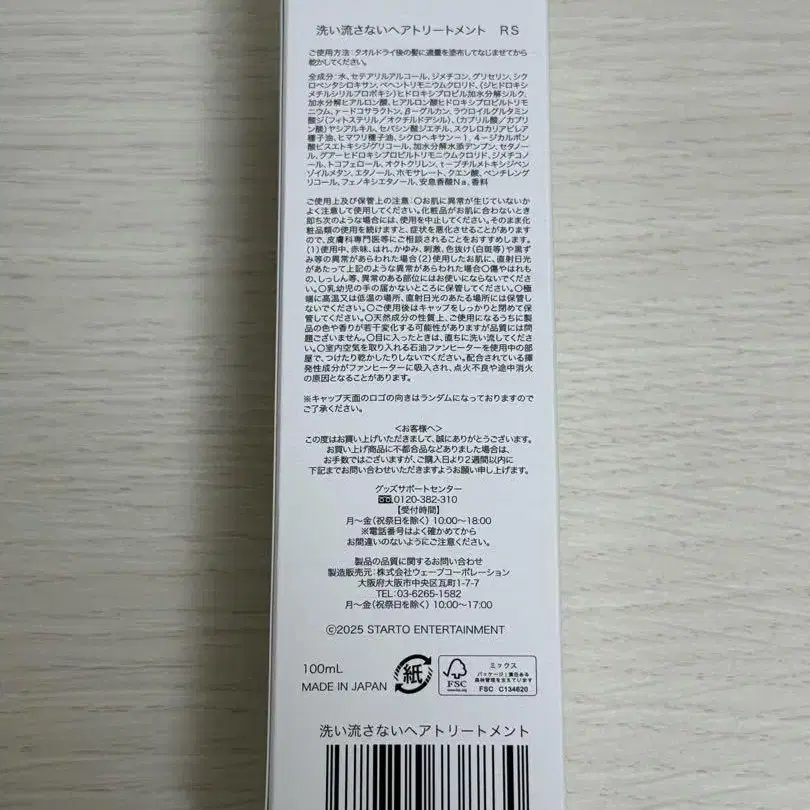 洗い流さないヘアトリートメント　RS
ご使用方法：タオルドライ後の髪に適量を塗布してなじませてから
乾かしてください。
全成分：水、セテアリルアルコール、ジメチコン、グリセリン、シク
ロペンタシロキサン、ベヘントリモニウムクロリド、(ジヒドロキシ
メチルシリルプロポキシ)ヒドロキシプロピル加水分解シルク、
加水分解ヒアルロン酸、ヒアルロン酸ヒドロキシプロピルトリモ
ニウム、γ－ドコサラクトン、β－グルカン、ラウロイルグルタミン
酸ジ(フィトステリル／オクチルドデシル)、(カプリル酸／カプリ
ン酸)ヤシアルキル、セバシン酸ジエチル、スクレロカリアビレア
種子油、ヒマワリ種子油、シクロヘキサン－1，4－ジカルボン
酸ビスエトキシジグリコール、加水分解水添デンプン、セタノー
ル、グアーヒドロキシプロピルトリモニウムクロリド、ジメチコノ
ール、トコフェロール、オクトクリレン、t－ブチルメトキシジベン
ゾイルメタン、エタノール、ホモサレート、クエン酸、ペンチレング
リコール、フェノキシエタノール、安息香酸Na、香料
ご使用上及び保管上の注意：〇お肌に異常が生じていないか
よく注意して使用してください。化粧品がお肌に合わないとき
即ち次のような場合には、使用を中止してください。そのまま化
粧品類の使用を続けますと、症状を悪化させることがあります
ので、皮膚科専門医等にご相談されることをおすすめします。
(1)使用中、赤味、はれ、かゆみ、刺激、色抜け(白斑等)や黒ず
み等の異常があらわれた場合(2)使用したお肌に、直射日光
があたって上記のような異常があらわれた場合〇傷やはれも
の、しっしん等、異常のある部位にはお使いにならないでくださ
い。〇乳幼児の手の届かないところに保管してください。〇極
端に高温又は低温の場所、直射日光のあたる場所には保管し
ないでください。〇ご使用後はキャップをしっかりと閉めて保
管してください。〇天然成分の性質上、ご使用になるうちに製
品の色や香りが若干変化する可能性がありますが品質には問
題ございません。〇目に入ったときは、直ちに洗い流してくださ
い。〇室内空気を取り入れる石油ファンヒーターを使用中の部
屋で、つけたり乾かしたりしないでください。配合されている揮
発性成分がファンヒーターに吸入され、点火不良や途中消火
の原因となることがあります。
※キャップ天面のロゴの向きはランダムになっておりますので
ご了承ください。
＜お客様へ＞
この度はお買い上げいただきまして、誠にありがとうございます。
お買い上げ商品に不都合品などありました場合は、
お手数ではございますが、ご購入日より2週間以内に
下記までお問い合わせいただきますようお願い申し上げます。
グッズサポートセンター
0120-382-310
【受付時間】
月～金(祝祭日を除く) 10:00～18:00
※電話番号はよく確かめてから
お間違いのないようにご注意ください。
製品の品質に関するお問い合わせ
製造販売元：株式会社ウェーブコーポレーション
大阪府大阪市中央区瓦町1-7-7
TEL：03-6265-1582
月～金(祝祭日を除く) 10:00～17:00
©2025 STARTO ENTERTAINMENT
100mL
MADE IN JAPAN
紙
FSC
www.fsc.org
ミックス
パッケージ｜責任ある
森林管理を支えています
FSC C134620
洗い流さないヘアトリートメント